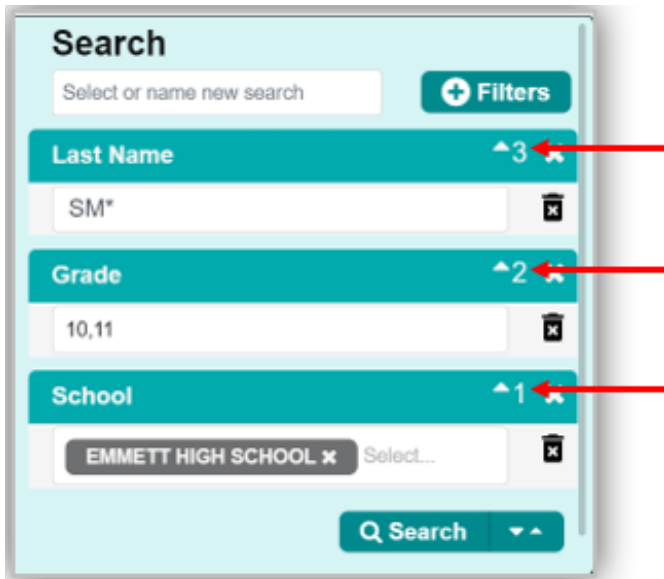 Search
Select or name new search
Filters
Last Name 3
SM*
Grade 2
10,11
School 1
EMMETT HIGH SCHOOL Select...
Search